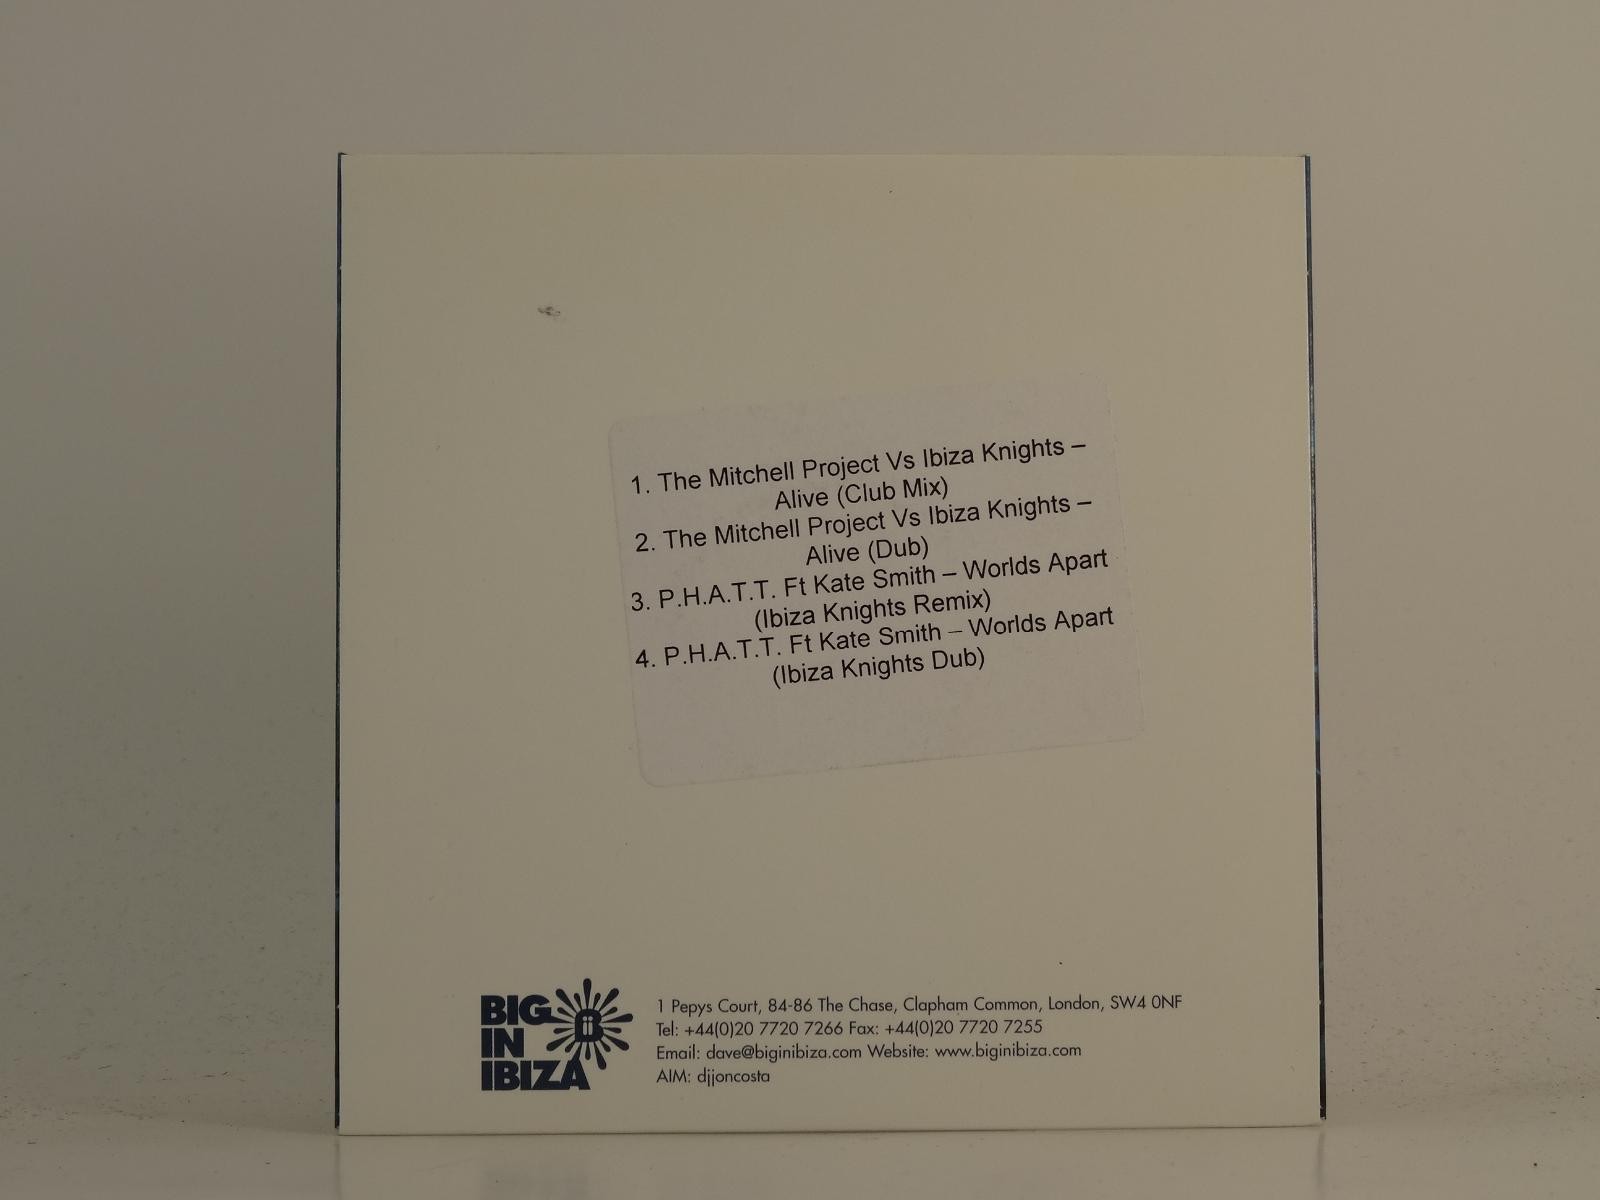 1. The Mitchell Project Vs Ibiza Knights –
Alive (Club Mix)
2. The Mitchell Project Vs Ibiza Knights –
Alive (Dub)
3. P.H.A.T.T. Ft Kate Smith – Worlds Apart
(Ibiza Knights Remix)
4. P.H.A.T.T. Ft Kate Smith – Worlds Apart
(Ibiza Knights Dub)
BIG
IN
IBIZA
1 Pepys Court, 84-86 The Chase, Clapham Common, London, SW4 0NF
Tel: +44(0)20 7720 7266 Fax: +44(0)20 7720 7255
Email: dave@biginibiza.com Website: www.biginibiza.com
AIM: djjoncosta